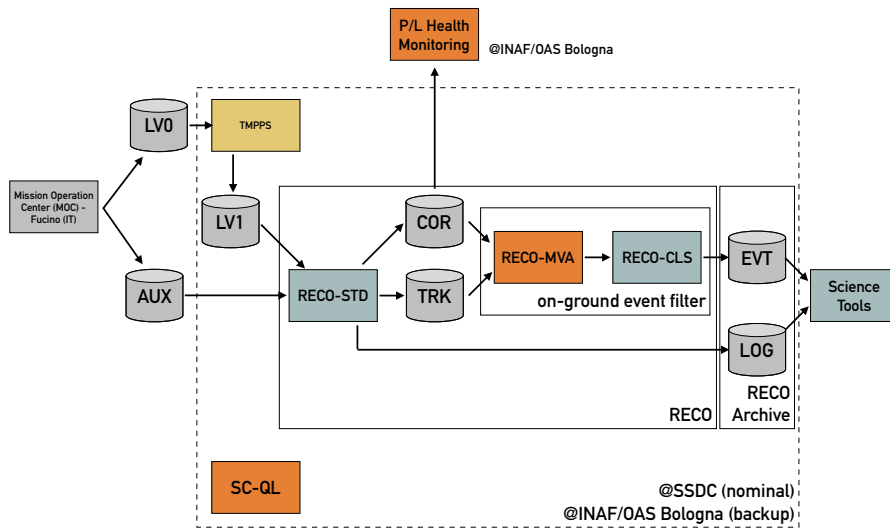 P/L Health
Monitoring
@INAF/OAS Bologna
LV0
TMPPS
Mission Operation
Center (MOC) -
Fucino (IT)
LV1
COR
RECO-MVA
RECO-CLS
EVT
AUX
RECO-STD
TRK
on-ground event filter
Science
Tools
LOG
RECO
RECO
Archive
SC-QL
@SSDC (nominal)
@INAF/OAS Bologna (backup)